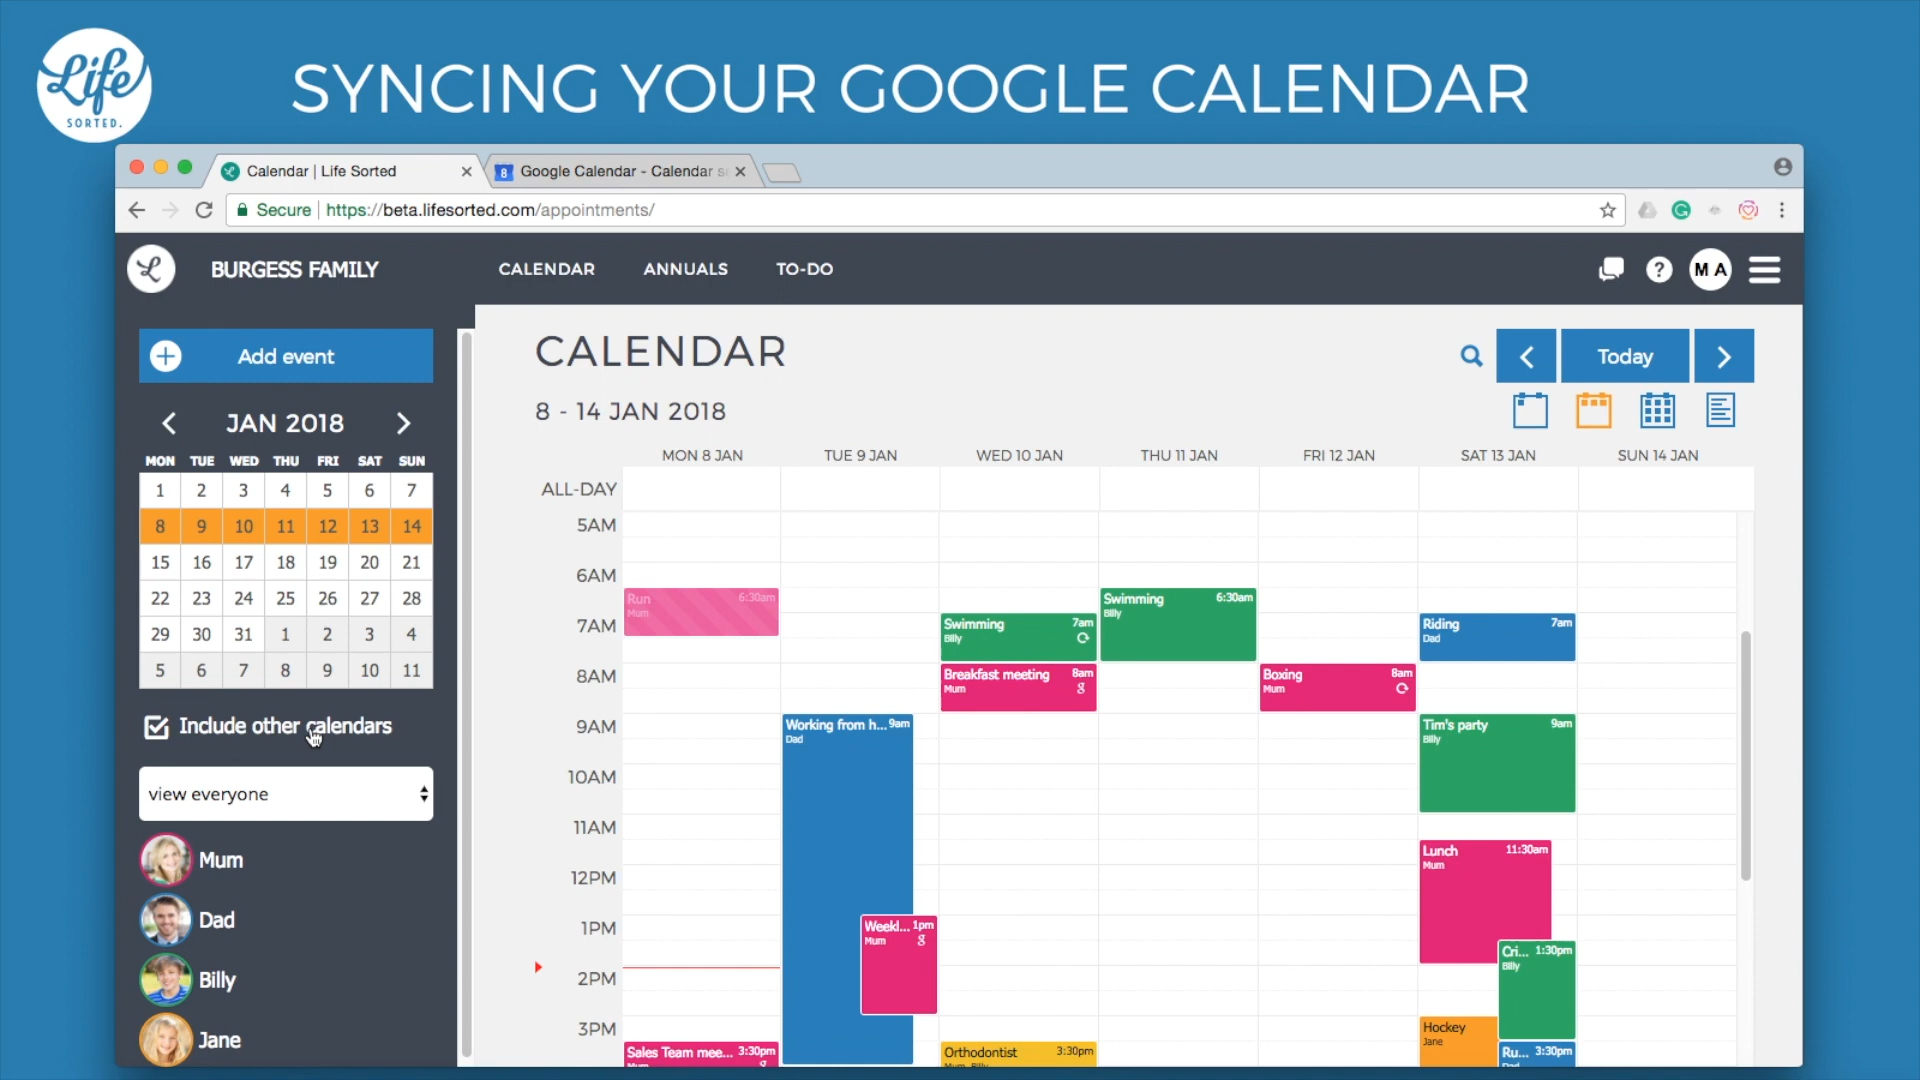 Life
SORTED.
SYNCING YOUR GOOGLE CALENDAR
Calendar | Life Sorted
8 Google Calendar - Calendar
Secure https://beta.lifesorted.com/appointments/
BURGESS FAMILY
CALENDAR ANNUALS TO-DO
? M A
Add event
JAN 2018
MON TUE WED THU FRI SAT SUN
1 2 3 4 5 6 7
8 9 10 11 12 13 14
15 16 17 18 19 20 21
22 23 24 25 26 27 28
29 30 31 1 2 3 4
5 6 7 8 9 10 11
Include other calendars
view everyone
Mum
Dad
Billy
Jane
CALENDAR
Today
8 - 14 JAN 2018
MON 8 JAN TUE 9 JAN WED 10 JAN THU 11 JAN FRI 12 JAN SAT 13 JAN SUN 14 JAN
ALL-DAY
5AM
6AM
7AM
8AM
9AM
10AM
11AM
12PM
1PM
2PM
3PM
Run 6:30am
Mum
Sales Team mee... 3:30pm
Mum
Working from h... 9am
Dad
Weekl... 1pm
Mum g
Swimming 7am
Billy
Breakfast meeting 8am
Mum g
Orthodontist 3:30pm
Mum, Billy
Swimming 6:30am
Billy
Boxing 8am
Mum
Riding 7am
Dad
Tim's party 9am
Billy
Lunch 11:30am
Mum
Cri... 1:30pm
Billy
Hockey
Jane
Ru... 3:30pm
Dad